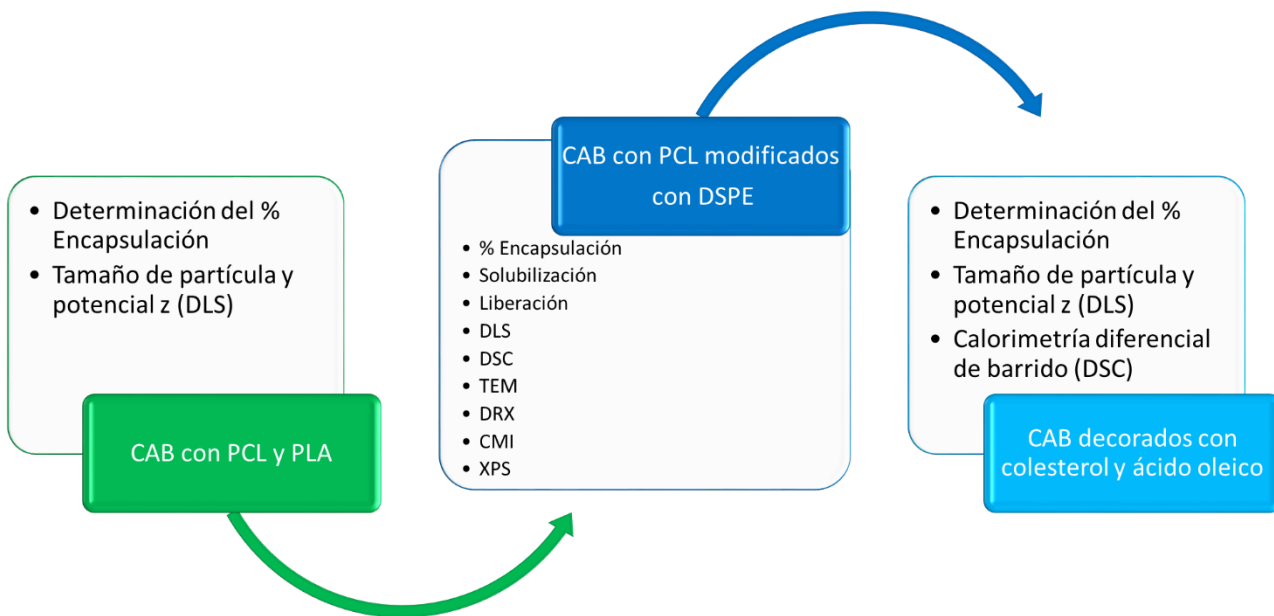 • Determinación del %
Encapsulación
• Tamaño de partícula y
potencial z (DLS)
CAB con PCL y PLA
CAB con PCL modificados
con DSPE
• % Encapsulación
• Solubilización
• Liberación
• DLS
• DSC
• TEM
• DRX
• CMI
• XPS
• Determinación del %
Encapsulación
• Tamaño de partícula y
potencial z (DLS)
• Calorimetría diferencial
de barrido (DSC)
CAB decorados con
colesterol y ácido oleico